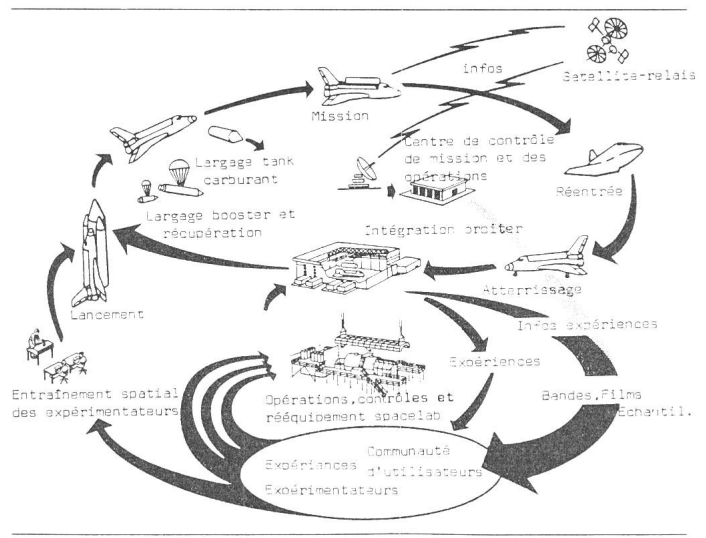 infos
Satellite-relais
Mission
Largage tank
carburant
Centre de contrôle
de mission et des
opérations
Réentrée
Largage booster et
récupération
Intégration orbiter
Atterrissage
Lancement
Infos expériences
Expériences
Entraînement spatial
des expérimentateurs
Opérations,contrôles et
rééquipement spacelab
Bandes,Films
Echantil.
Communauté
d'utilisateurs
Expériences
Expérimentateurs